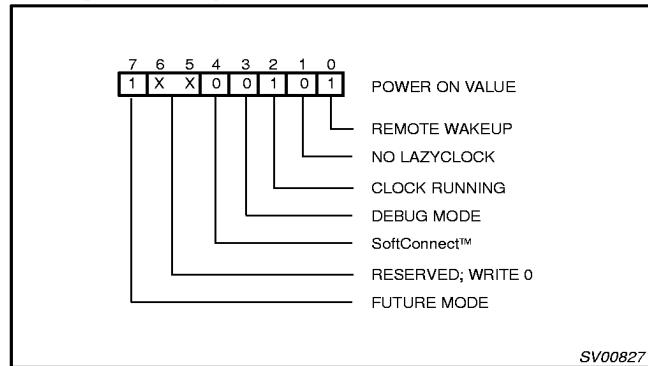 7 6 5 4 3 2 1 0
1 X X 0 0 1 0 1 POWER ON VALUE
REMOTE WAKEUP
NO LAZYCLOCK
CLOCK RUNNING
DEBUG MODE
SoftConnect™
RESERVED; WRITE 0
FUTURE MODE
SV00827